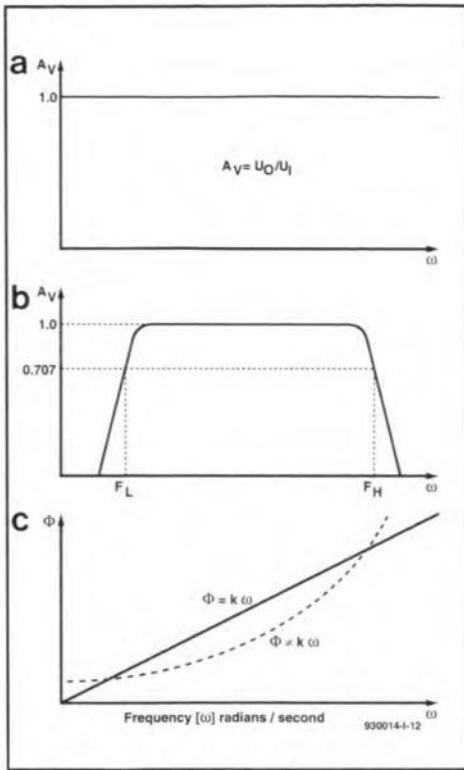 a
A_V
1.0
A_V = U_O/U_I
ω
b
A_V
1.0
0.707
F_L
F_H
ω
c
Φ
Φ = k ω
Φ ≠ k ω
ω
Frequency [ω] radians / second
930014-I-12